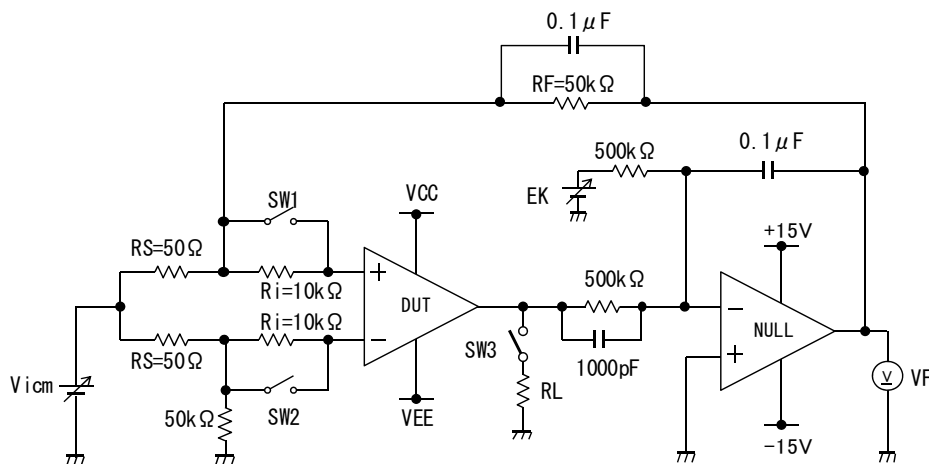 0.1μF
RF=50kΩ
0.1μF
500kΩ
EK
SW1
VCC
+15V
RS=50Ω
Ri=10kΩ
500kΩ
DUT
NULL
Ri=10kΩ
RS=50Ω
SW3
1000pF
Vicm
SW2
VEE
RL
V
VF
50kΩ
-15V